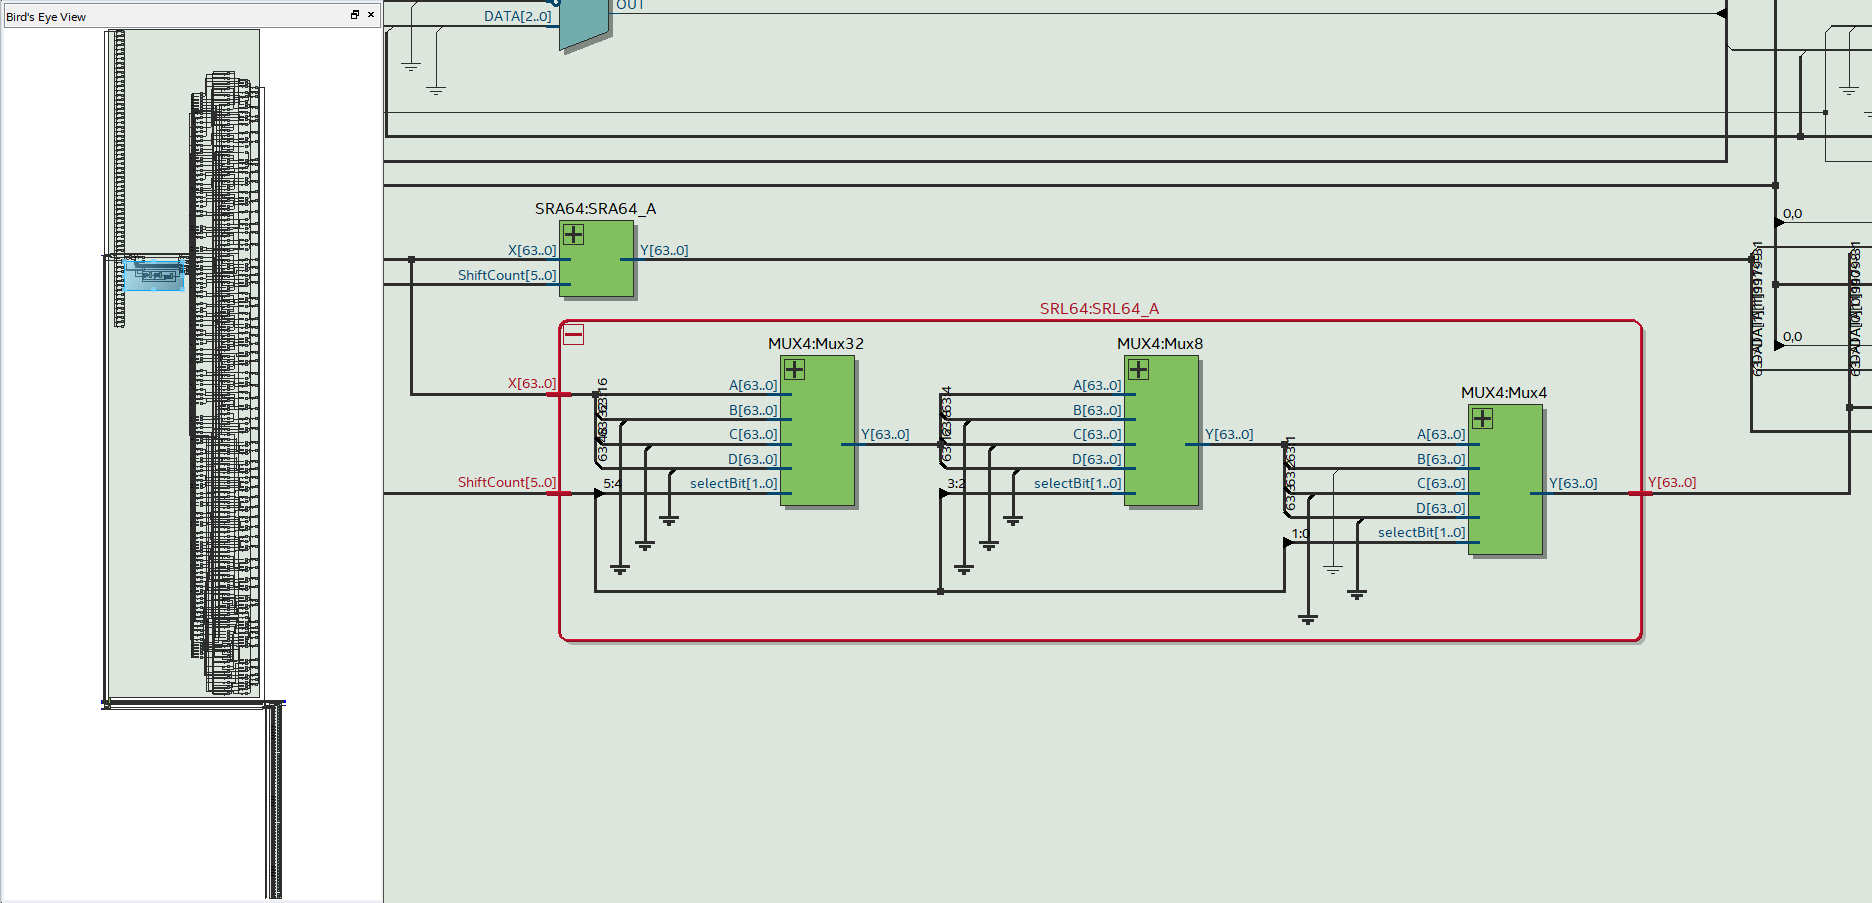 Bird's Eye View
OUT
DATA[2..0]
SRA64:SRA64_A
X[63..0]
Y[63..0]
ShiftCount[5..0]
0,0
0,0
SRL64:SRL64_A
MUX4:Mux32
MUX4:Mux8
MUX4:Mux4
X[63..0]
A[63..0]
B[63..0]
C[63..0]
D[63..0]
selectBit[1..0]
Y[63..0]
ShiftCount[5..0]
5:4
A[63..0]
B[63..0]
C[63..0]
D[63..0]
selectBit[1..0]
Y[63..0]
3:2
A[63..0]
B[63..0]
C[63..0]
D[63..0]
selectBit[1..0]
Y[63..0]
1:0
Y[63..0]